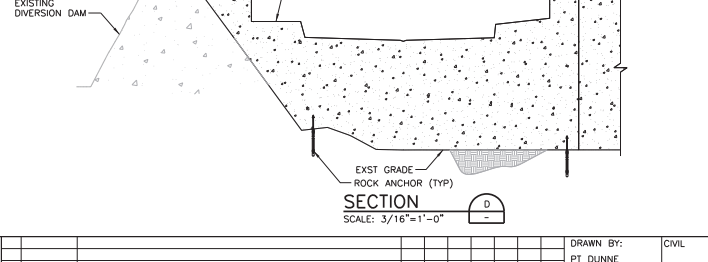 EXISTING
DIVERSION DAM
EXST GRADE
ROCK ANCHOR (TYP)
SECTION
SCALE: 3/16"=1'-0"
D
-
DRAWN BY:
CIVIL
PT DUNNE